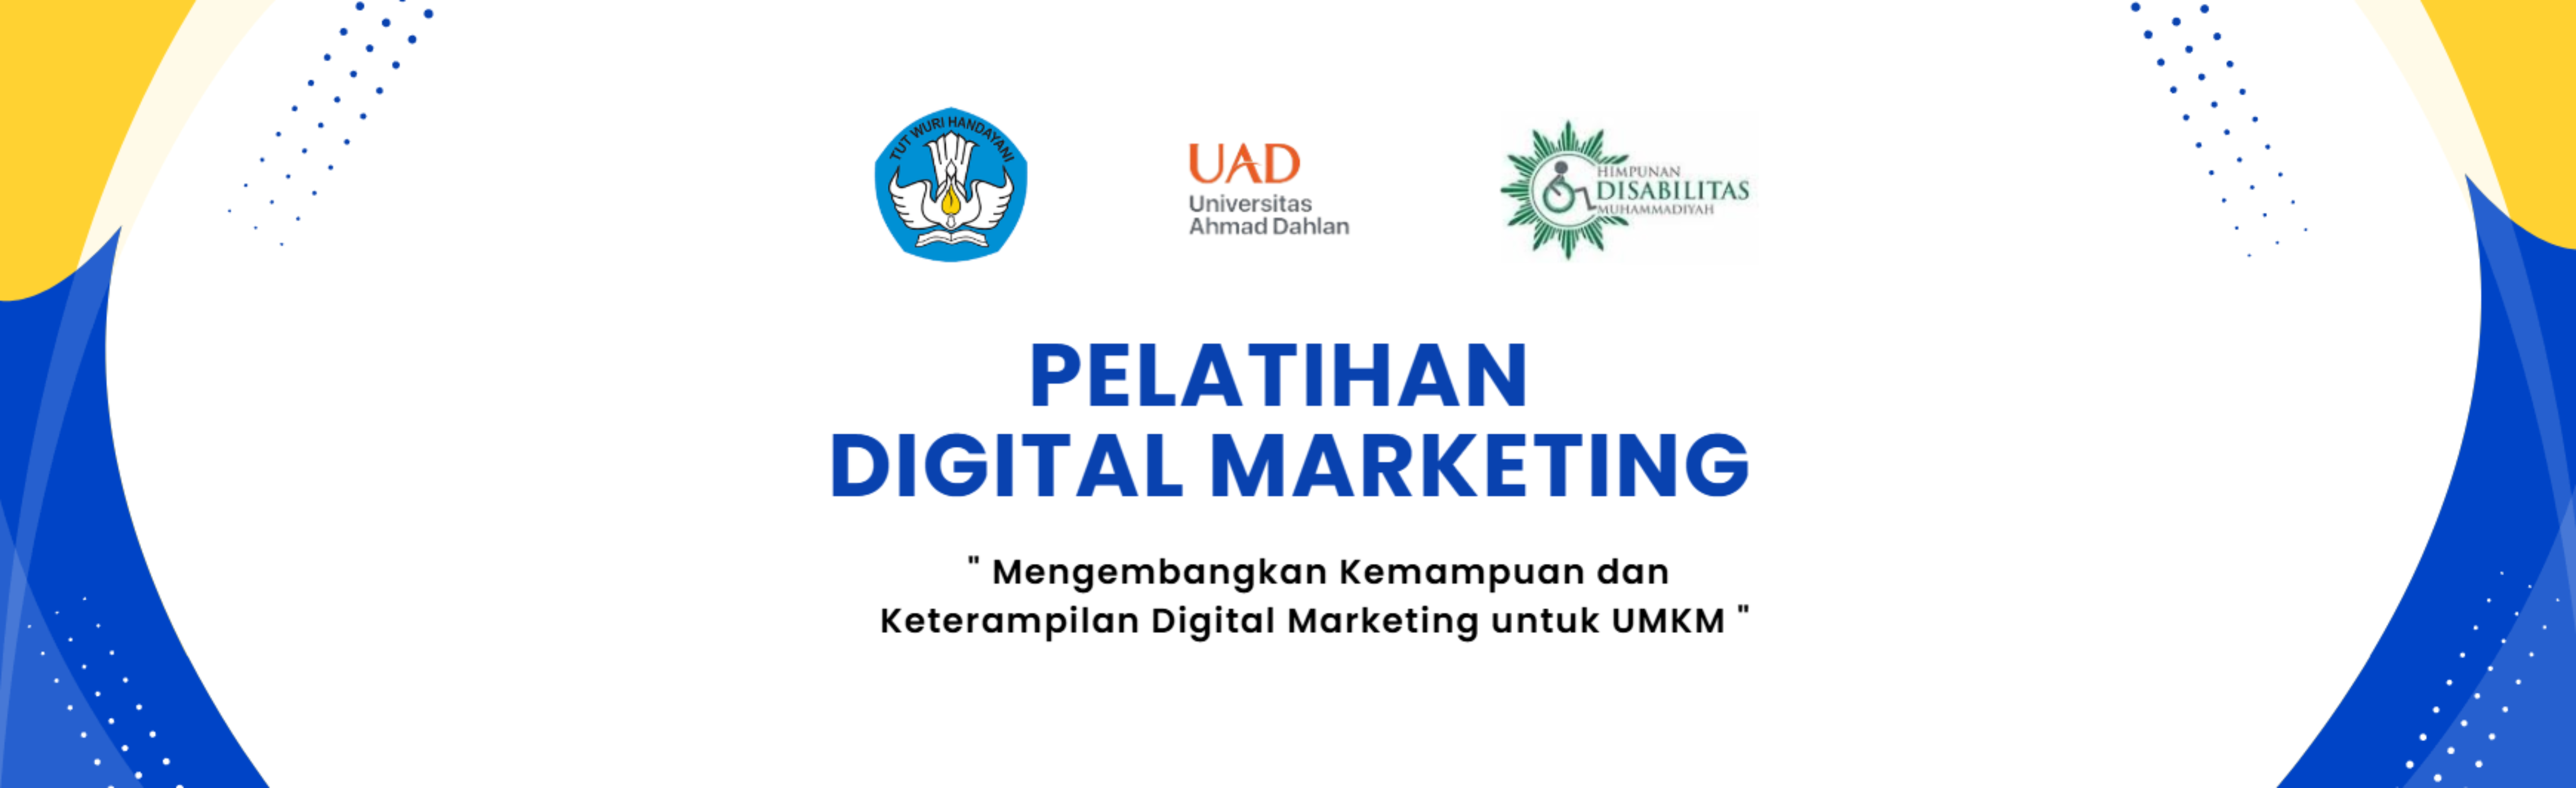 TUT WURI HANDAYANI
UAD
Universitas
Ahmad Dahlan
HIMPUNAN
DISABILITAS
MUHAMMADIYAH
PELATIHAN
DIGITAL MARKETING
" Mengembangkan Kemampuan dan
Keterampilan Digital Marketing untuk UMKM "